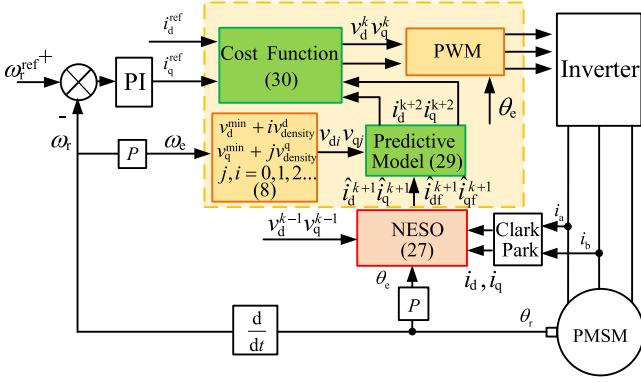 i_d^ref
ω_r^ref +
i_q^ref
PI
Cost Function
(30)
v_d^k v_q^k
PWM
Inverter
θ_e
-
ω_r
P
ω_e
v_d^min + iv_density^d
v_q^min + jv_density^q
j, i = 0,1,2...
(8)
v_di v_qj
i_d^{k+2} i_q^{k+2}
Predictive
Model (29)
î_d^{k+1} î_q^{k+1} î_df^{k+1} î_qf^{k+1}
v_d^{k-1} v_q^{k-1}
NESO
(27)
Clark
Park
i_a
i_b
i_d, i_q
θ_e
P
d
dt
θ_r
PMSM